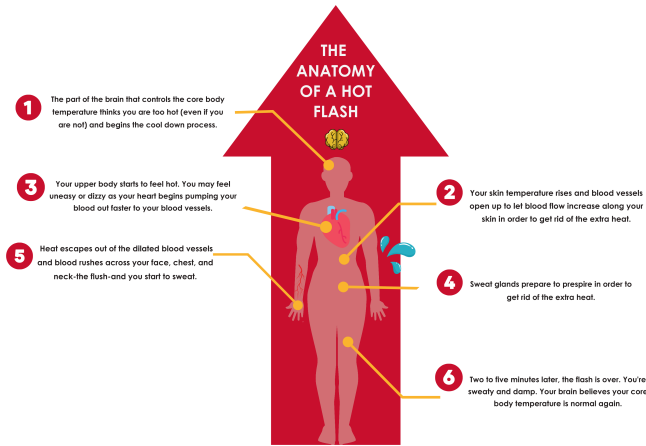 THE
ANATOMY
OF A HOT
FLASH
1
The part of the brain that controls the core body
temperature thinks you are too hot (even if you
are not) and begins the cool down process.
2
Your skin temperature rises and blood vessels
open up to let blood flow increase along your
skin in order to get rid of the extra heat.
3
Your upper body starts to feel hot. You may feel
uneasy or dizzy as your heart begins pumping your
blood out faster to your blood vessels.
4
Sweat glands prepare to prespire in order to
get rid of the extra heat.
5
Heat escapes out of the dilated blood vessels
and blood rushes across your face, chest, and
neck-the flush-and you start to sweat.
6
Two to five minutes later, the flash is over. You're
sweaty and damp. Your brain believes your core
body temperature is normal again.